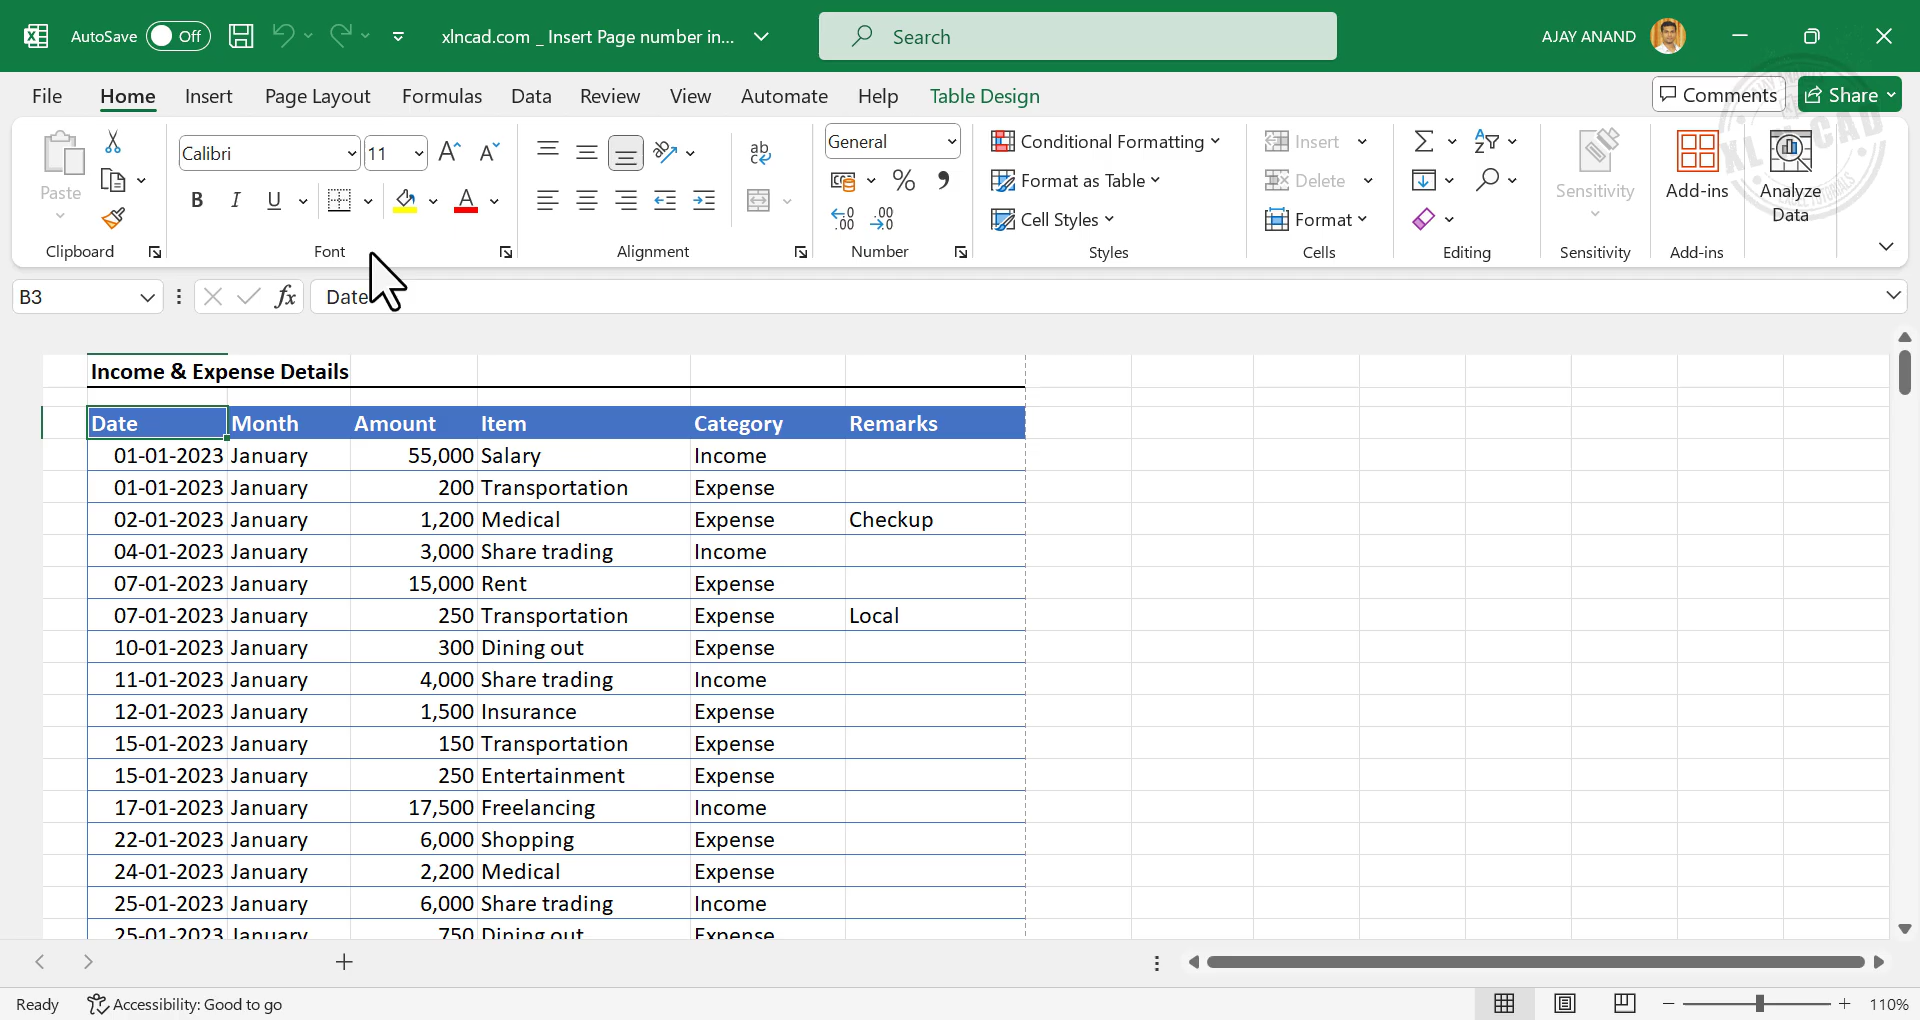 AutoSave Off xlncad.com _ Insert Page number in... Search AJAY ANAND
File Home Insert Page Layout Formulas Data Review View Automate Help Table Design Comments Share
Paste Calibri 11 General Conditional Formatting Insert Sensitivity Add-ins Analyze Data
B I U A % Format as Table Delete
Cell Styles Format
Clipboard Font Alignment Number Styles Cells Editing Sensitivity Add-ins
B3 fx Date
Income & Expense Details
Date Month Amount Item Category Remarks
01-01-2023 January 55,000 Salary Income
01-01-2023 January 200 Transportation Expense
02-01-2023 January 1,200 Medical Expense Checkup
04-01-2023 January 3,000 Share trading Income
07-01-2023 January 15,000 Rent Expense
07-01-2023 January 250 Transportation Expense Local
10-01-2023 January 300 Dining out Expense
11-01-2023 January 4,000 Share trading Income
12-01-2023 January 1,500 Insurance Expense
15-01-2023 January 150 Transportation Expense
15-01-2023 January 250 Entertainment Expense
17-01-2023 January 17,500 Freelancing Income
22-01-2023 January 6,000 Shopping Expense
24-01-2023 January 2,200 Medical Expense
25-01-2023 January 6,000 Share trading Income
25-01-2023 January 750 Dining out Expense
Ready Accessibility: Good to go 110%